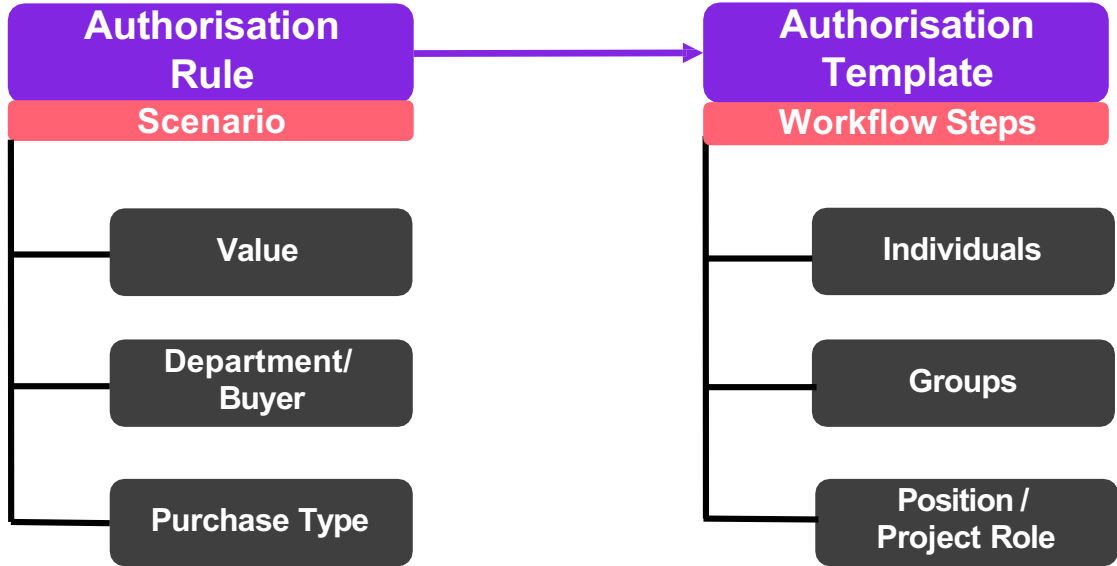 Authorisation
Rule
Scenario
Value
Department/
Buyer
Purchase Type
Authorisation
Template
Workflow Steps
Individuals
Groups
Position /
Project Role